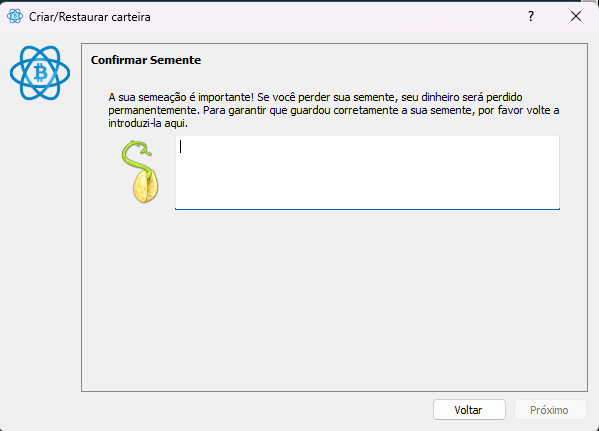 Criar/Restaurar carteira
?
Confirmar Semente
A sua semeação é importante! Se você perder sua semente, seu dinheiro será perdido
permanentemente. Para garantir que guardou corretamente a sua semente, por favor volte a
introduzi-la aqui.
Voltar
Próximo